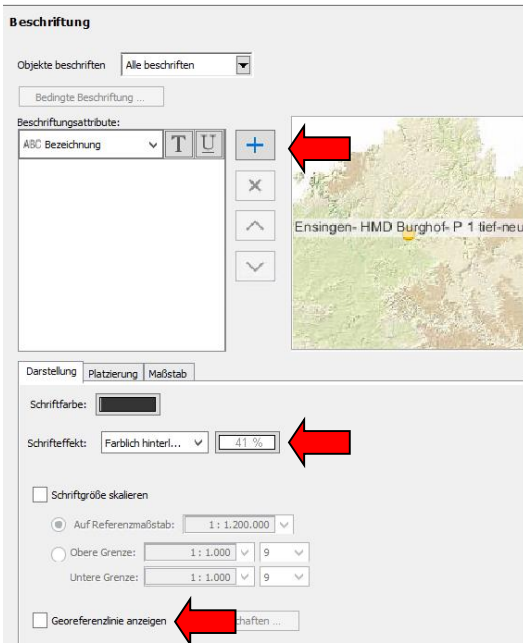 Beschriftung
Objekte beschriften Alle beschriften
Bedingte Beschriftung ...
Beschriftungsattribute:
ABC Bezeichnung T U
Ensingen- HMD Burghof- P 1 tief-neu
Darstellung Platzierung Maßstab
Schriftfarbe:
Schrifteffekt: Farblich hinterl... 41 %
Schriftgröße skalieren
Auf Referenzmaßstab: 1 : 1.200.000
Obere Grenze: 1 : 1.000 9
Untere Grenze: 1 : 1.000 9
Georeferenzlinie anzeigen chaften ...